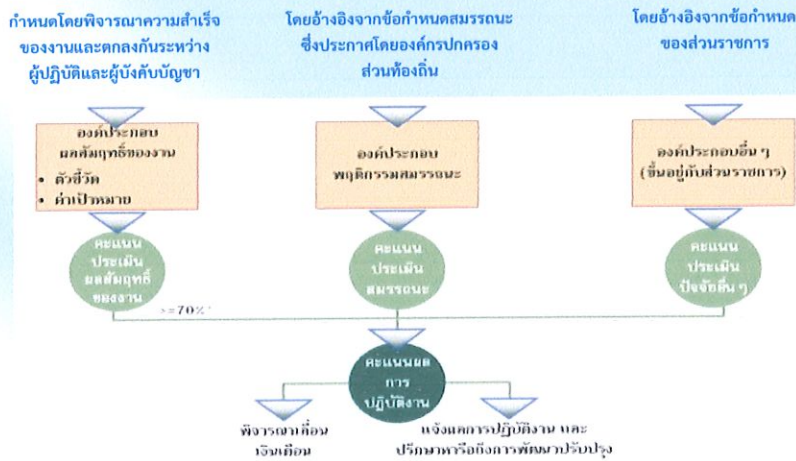 กำหนดโดยพิจารณาความสำเร็จ
ของงานและตกลงกันระหว่าง
ผู้ปฏิบัติและผู้บังคับบัญชา
โดยอ้างอิงจากข้อกำหนดสมรรถนะ
ซึ่งประกาศโดยองค์กรปกครอง
ส่วนท้องถิ่น
โดยอ้างอิงจากข้อกำหนด
ของส่วนราชการ
องค์ประกอบ
ผลสัมฤทธิ์ของงาน
• ตัวชี้วัด
• ค่าเป้าหมาย
องค์ประกอบ
พฤติกรรมสมรรถนะ
องค์ประกอบอื่น ๆ
(ขึ้นอยู่กับส่วนราชการ)
คะแนน
ประเมิน
ผลสัมฤทธิ์
ของงาน
คะแนน
ประเมิน
สมรรถนะ
คะแนน
ประเมิน
ปัจจัยอื่น ๆ
>=70%
คะแนนผล
การ
ปฏิบัติงาน
พิจารณาเลื่อน
เงินเดือน
แจ้งผลการปฏิบัติงาน และ
ปรึกษาหารือถึงการพัฒนาปรับปรุง